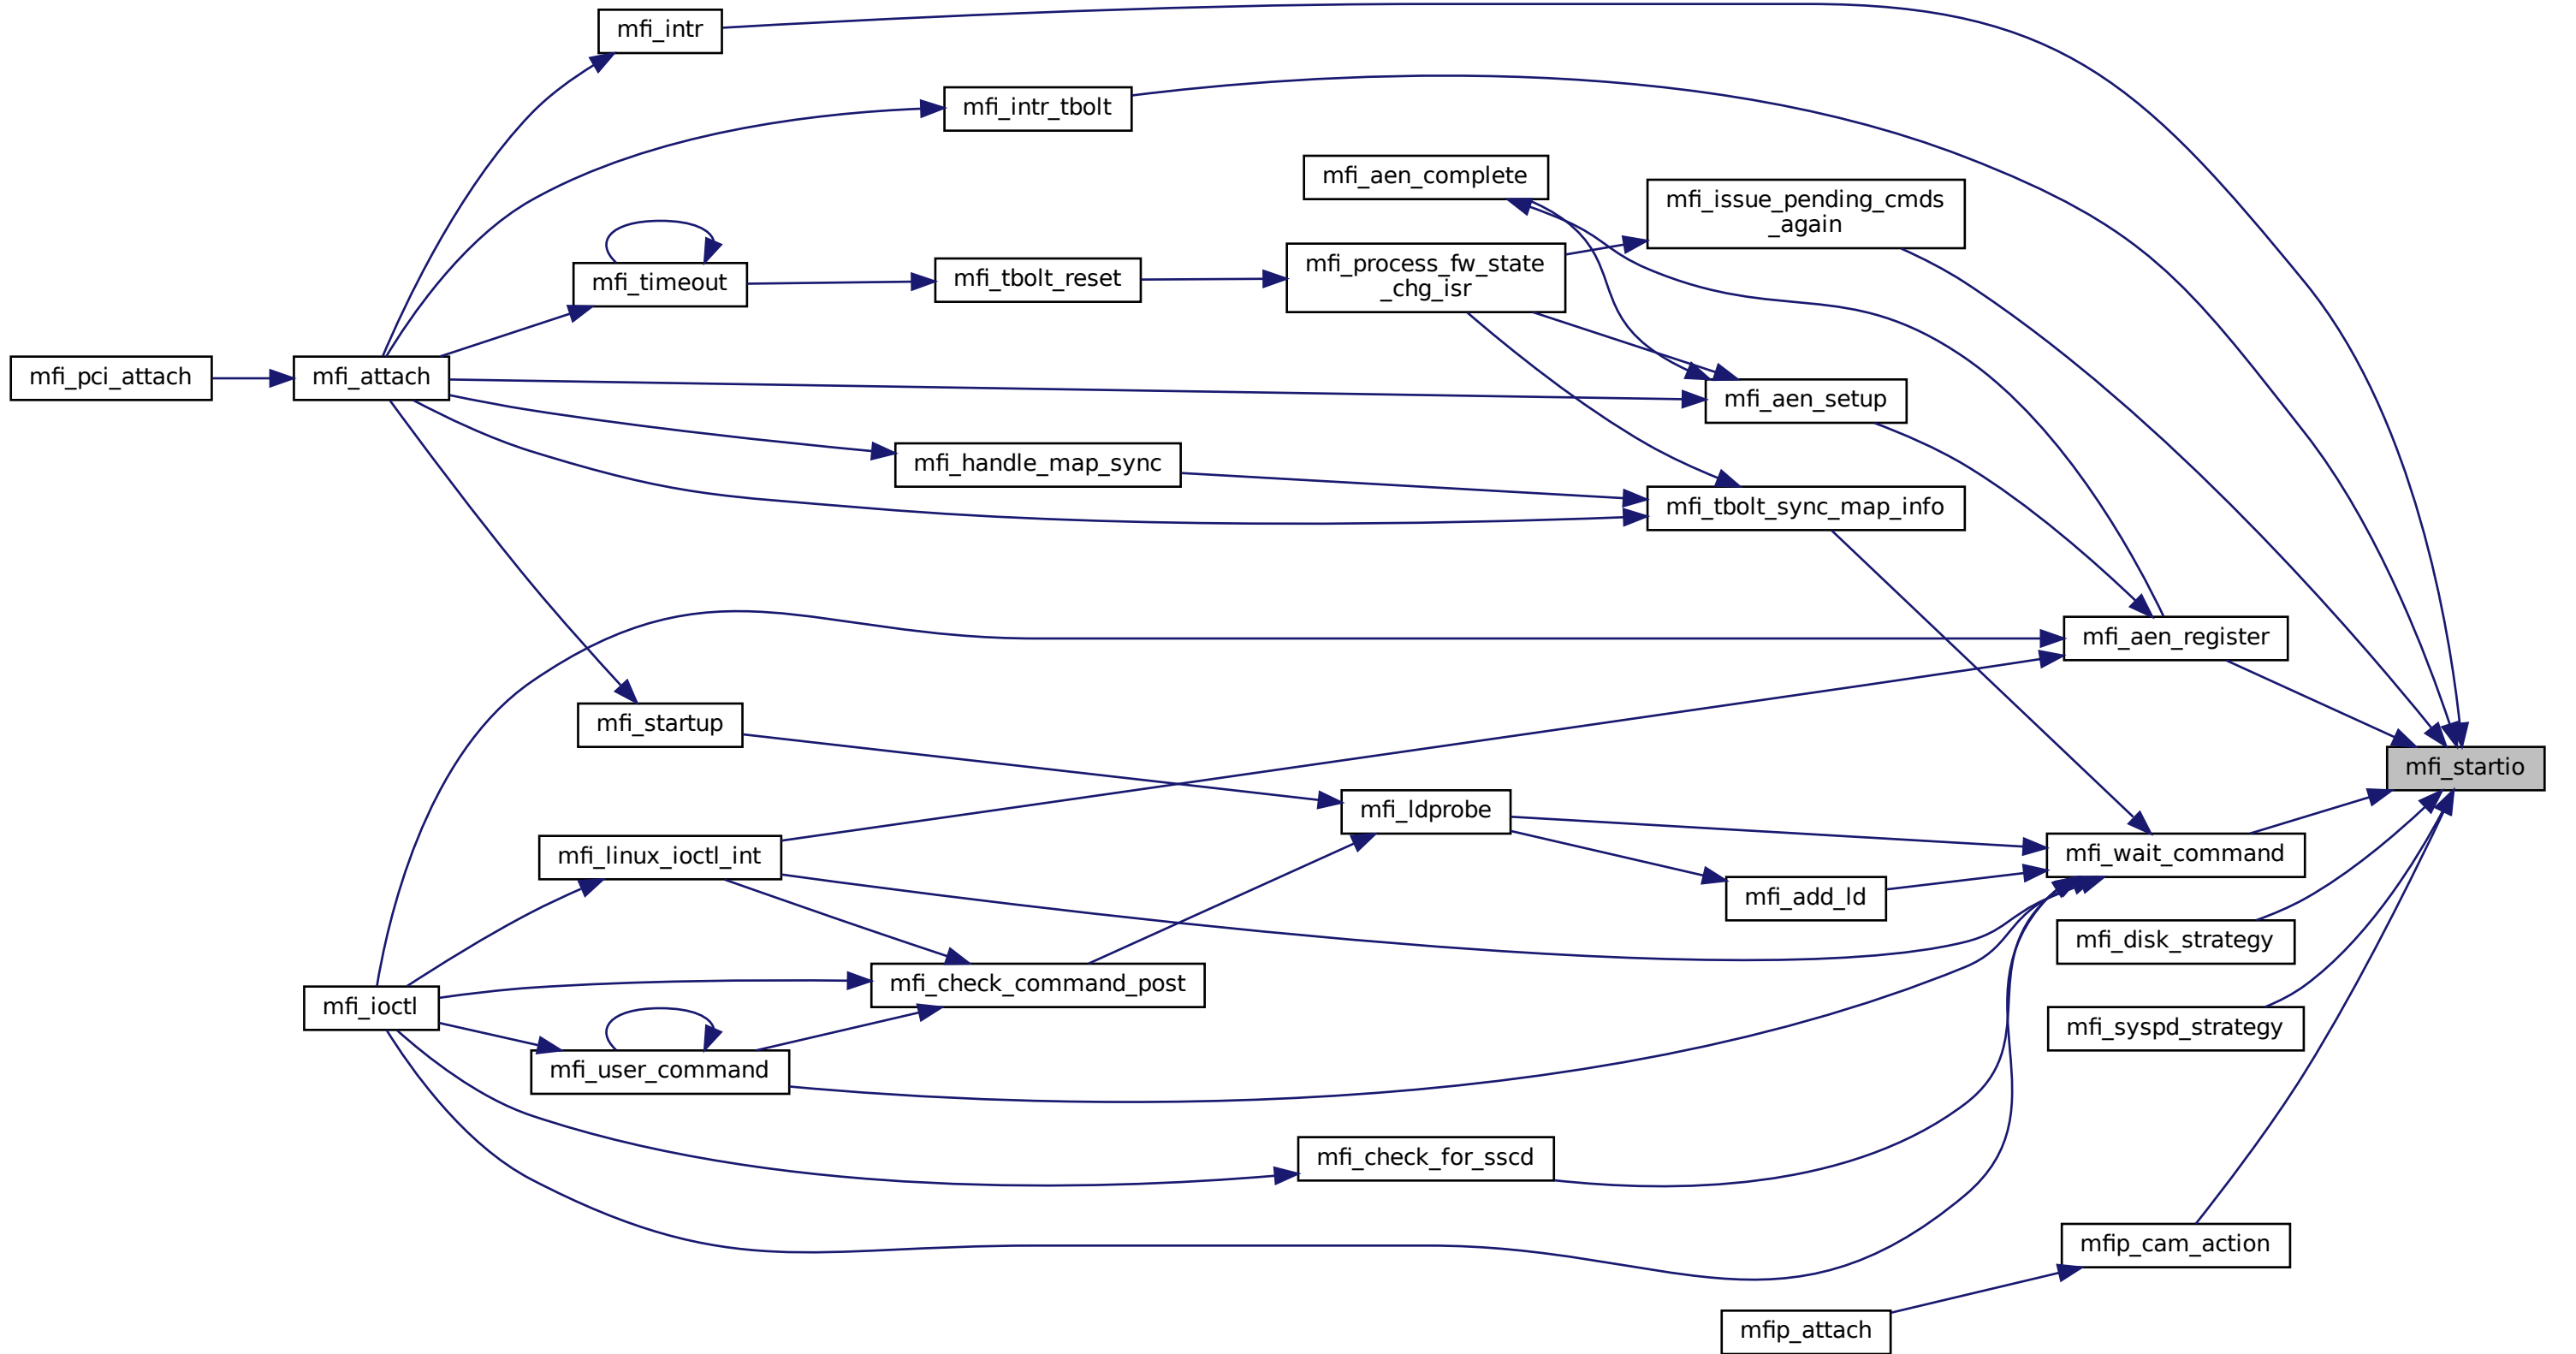 mfi_intr
mfi_intr_tbolt
mfi_aen_complete
mfi_issue_pending_cmds
_again
mfi_process_fw_state
_chg_isr
mfi_tbolt_reset
mfi_timeout
mfi_pci_attach
mfi_attach
mfi_aen_setup
mfi_handle_map_sync
mfi_tbolt_sync_map_info
mfi_aen_register
mfi_startup
mfi_startio
mfi_ldprobe
mfi_linux_ioctl_int
mfi_wait_command
mfi_add_ld
mfi_disk_strategy
mfi_check_command_post
mfi_ioctl
mfi_syspd_strategy
mfi_user_command
mfi_check_for_sscd
mfip_cam_action
mfip_attach